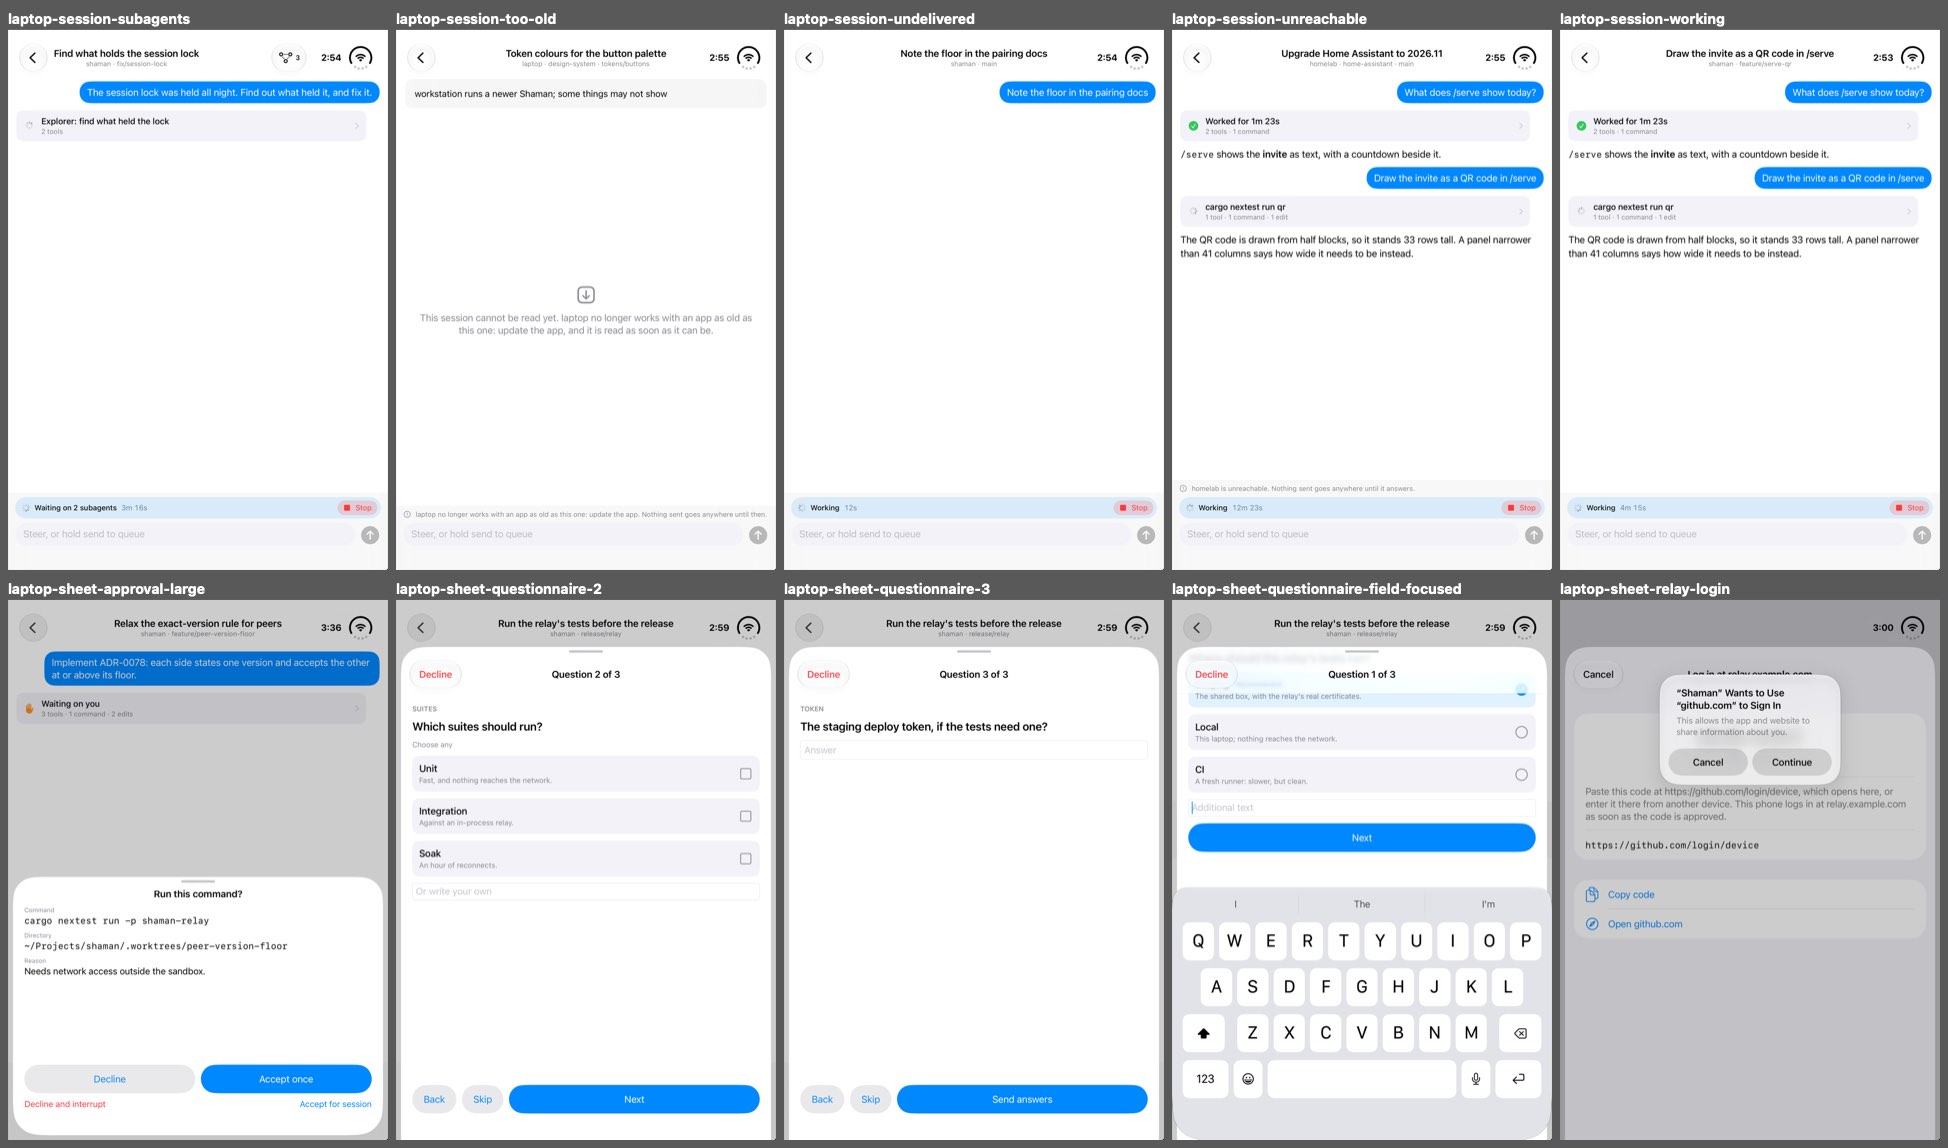 laptop-session-subagents
Find what holds the session lock
shaman · fix/session-lock
3
2:54
The session lock was held all night. Find out what held it, and fix it.
Explorer: find what held the lock
2 tools
Waiting on 2 subagents 3m 16s
Stop
Steer, or hold send to queue
laptop-session-too-old
Token colours for the button palette
laptop · design-system · tokens/buttons
2:55
workstation runs a newer Shaman; some things may not show
This session cannot be read yet. laptop no longer works with an app as old as
this one: update the app, and it is read as soon as it can be.
laptop no longer works with an app as old as this one: update the app. Nothing sent goes anywhere until then.
Steer, or hold send to queue
laptop-session-undelivered
Note the floor in the pairing docs
shaman · main
2:54
Note the floor in the pairing docs
Working 12s
Stop
Steer, or hold send to queue
laptop-session-unreachable
Upgrade Home Assistant to 2026.11
homelab · home-assistant · main
2:55
What does /serve show today?
Worked for 1m 23s
2 tools · 1 command
/serve shows the invite as text, with a countdown beside it.
Draw the invite as a QR code in /serve
cargo nextest run qr
1 tool · 1 command · 1 edit
The QR code is drawn from half blocks, so it stands 33 rows tall. A panel narrower
than 41 columns says how wide it needs to be instead.
homelab is unreachable. Nothing sent goes anywhere until it answers.
Working 12m 23s
Stop
Steer, or hold send to queue
laptop-session-working
Draw the invite as a QR code in /serve
shaman · feature/serve-qr
2:53
What does /serve show today?
Worked for 1m 23s
2 tools · 1 command
/serve shows the invite as text, with a countdown beside it.
Draw the invite as a QR code in /serve
cargo nextest run qr
1 tool · 1 command · 1 edit
The QR code is drawn from half blocks, so it stands 33 rows tall. A panel narrower
than 41 columns says how wide it needs to be instead.
Working 4m 15s
Stop
Steer, or hold send to queue
laptop-sheet-approval-large
Relax the exact-version rule for peers
shaman · feature/peer-version-floor
3:36
Implement ADR-0078: each side states one version and accepts the other
at or above its floor.
Waiting on you
3 tools · 1 command · 2 edits
Run this command?
Command
cargo nextest run -p shaman-relay
Directory
~/Projects/shaman/.worktrees/peer-version-floor
Reason
Needs network access outside the sandbox.
Decline
Accept once
Decline and interrupt
Accept for session
laptop-sheet-questionnaire-2
Run the relay's tests before the release
shaman · release/relay
2:59
Decline
Question 2 of 3
SUITES
Which suites should run?
Choose any
Unit
Fast, and nothing reaches the network.
Integration
Against an in-process relay.
Soak
An hour of reconnects.
Or write your own
Back
Skip
Next
laptop-sheet-questionnaire-3
Run the relay's tests before the release
shaman · release/relay
2:59
Decline
Question 3 of 3
TOKEN
The staging deploy token, if the tests need one?
Answer
Back
Skip
Send answers
laptop-sheet-questionnaire-field-focused
Run the relay's tests before the release
shaman · release/relay
2:59
Decline
Question 1 of 3
The shared box, with the relay's real certificates.
Local
This laptop; nothing reaches the network.
CI
A fresh runner: slower, but clean.
Additional text
Next
I The I'm
Q W E R T Y U I O P
A S D F G H J K L
Z X C V B N M
123
laptop-sheet-relay-login
3:00
Cancel
Log in at relay.example.com
“Shaman” Wants to Use
“github.com” to Sign In
This allows the app and website to
share information about you.
Cancel
Continue
Paste this code at https://github.com/login/device, which opens here, or
enter it there from another device. This phone logs in at relay.example.com
as soon as the code is approved.
https://github.com/login/device
Copy code
Open github.com